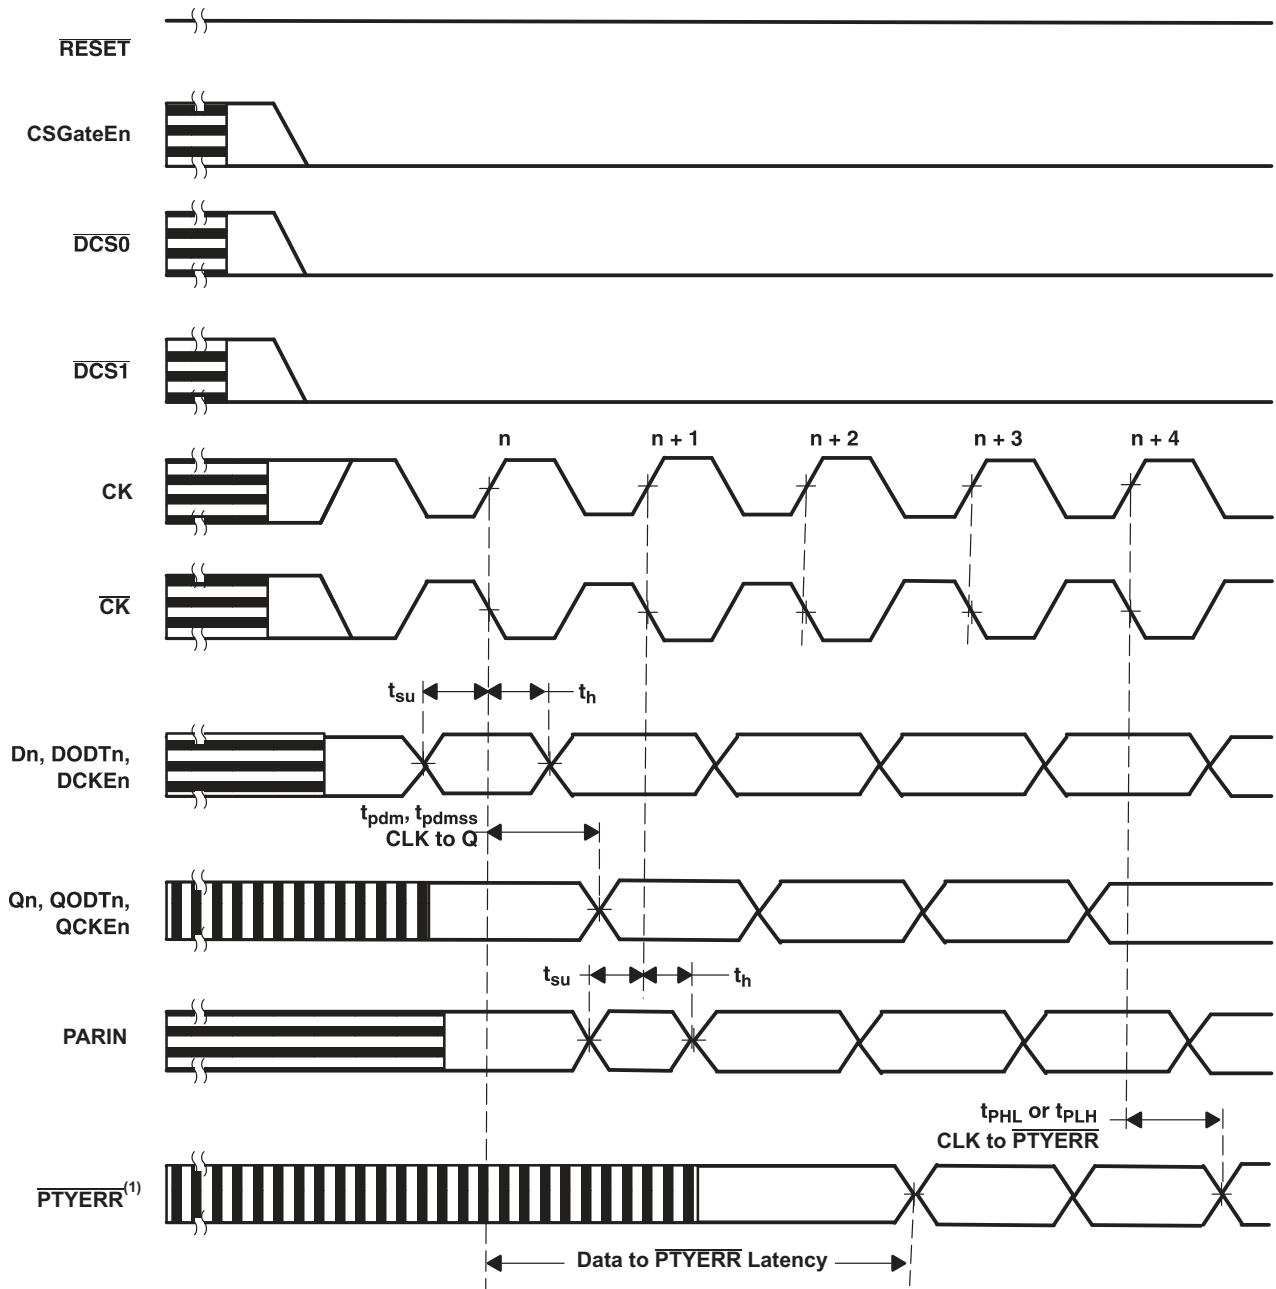 RESET
CSGateEn
DCS0
DCS1
n n + 1 n + 2 n + 3 n + 4
CK
CK
tsu th
Dn, DODTn,
DCKEn
tpdm, tpdmss
CLK to Q
Qn, QODTn,
QCKEn
tsu th
PARIN
tPHL or tPLH
CLK to PTYERR
PTYERR(1)
Data to PTYERR Latency